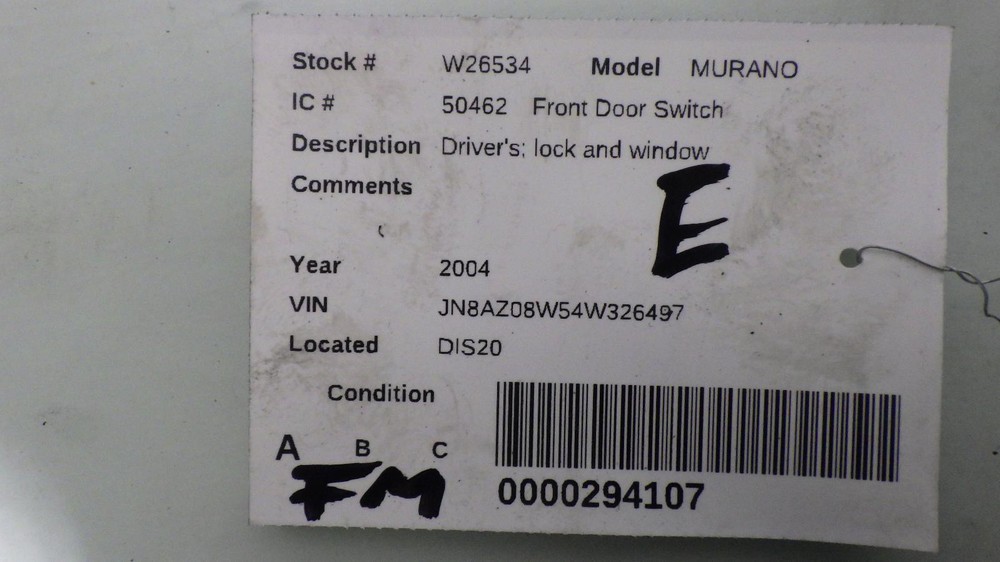 Stock # W26534 Model MURANO
IC # 50462 Front Door Switch
Description Driver's; lock and window
Comments
E
Year 2004
VIN JN8AZ08W54W326497
Located DIS20
Condition
A B C
FM
0000294107